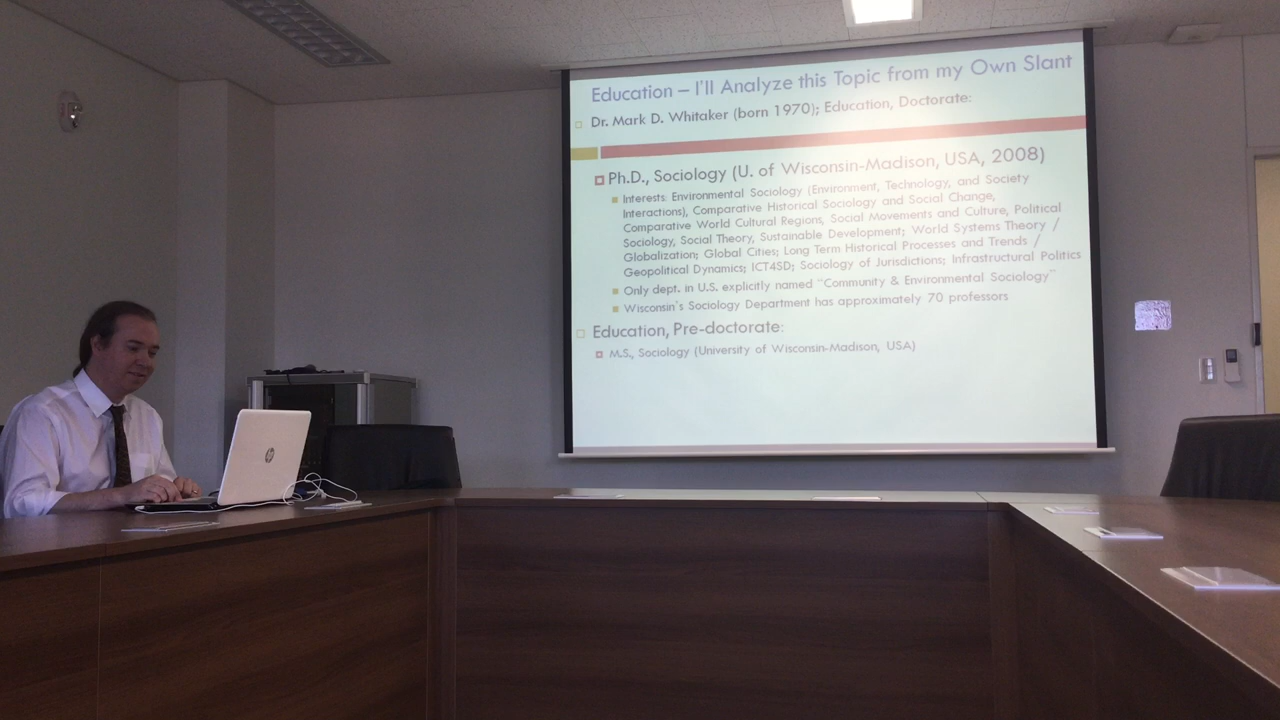 Education – I'll Analyze this Topic from my Own Slant
Dr. Mark D. Whitaker (born 1970); Education, Doctorate:
Ph.D., Sociology (U. of Wisconsin-Madison, USA, 2008)
Interests: Environmental Sociology (Environment, Technology, and Society
Interactions), Comparative Historical Sociology and Social Change,
Comparative World Cultural Regions, Social Movements and Culture, Political
Sociology, Social Theory, Sustainable Development; World Systems Theory /
Globalization; Global Cities; Long Term Historical Processes and Trends /
Geopolitical Dynamics; ICT4SD; Sociology of Jurisdictions; Infrastructural Politics
Only dept. in U.S. explicitly named "Community & Environmental Sociology"
Wisconsin's Sociology Department has approximately 70 professors
Education, Pre-doctorate:
M.S., Sociology (University of Wisconsin-Madison, USA)
hp